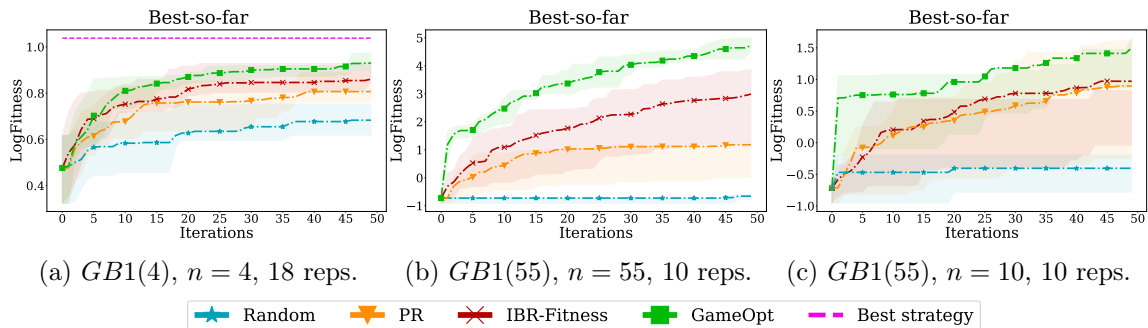 Best-so-far
LogFitness
1.0
0.8
0.6
0.4
0 5 10 15 20 25 30 35 40 45 49
Iterations
(a) GB1(4), n = 4, 18 reps.
Best-so-far
LogFitness
5
4
3
2
1
0
−1
0 5 10 15 20 25 30 35 40 45 49
Iterations
(b) GB1(55), n = 55, 10 reps.
Best-so-far
LogFitness
1.5
1.0
0.5
0.0
−0.5
−1.0
0 5 10 15 20 25 30 35 40 45 49
Iterations
(c) GB1(55), n = 10, 10 reps.
Random PR IBR-Fitness GameOpt Best strategy